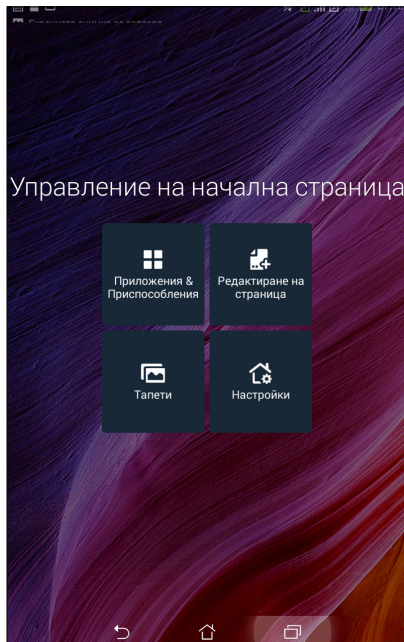 Управление на начална страница
Приложения &
Приспособления
Редактиране на
страница
Тапети
Настройки